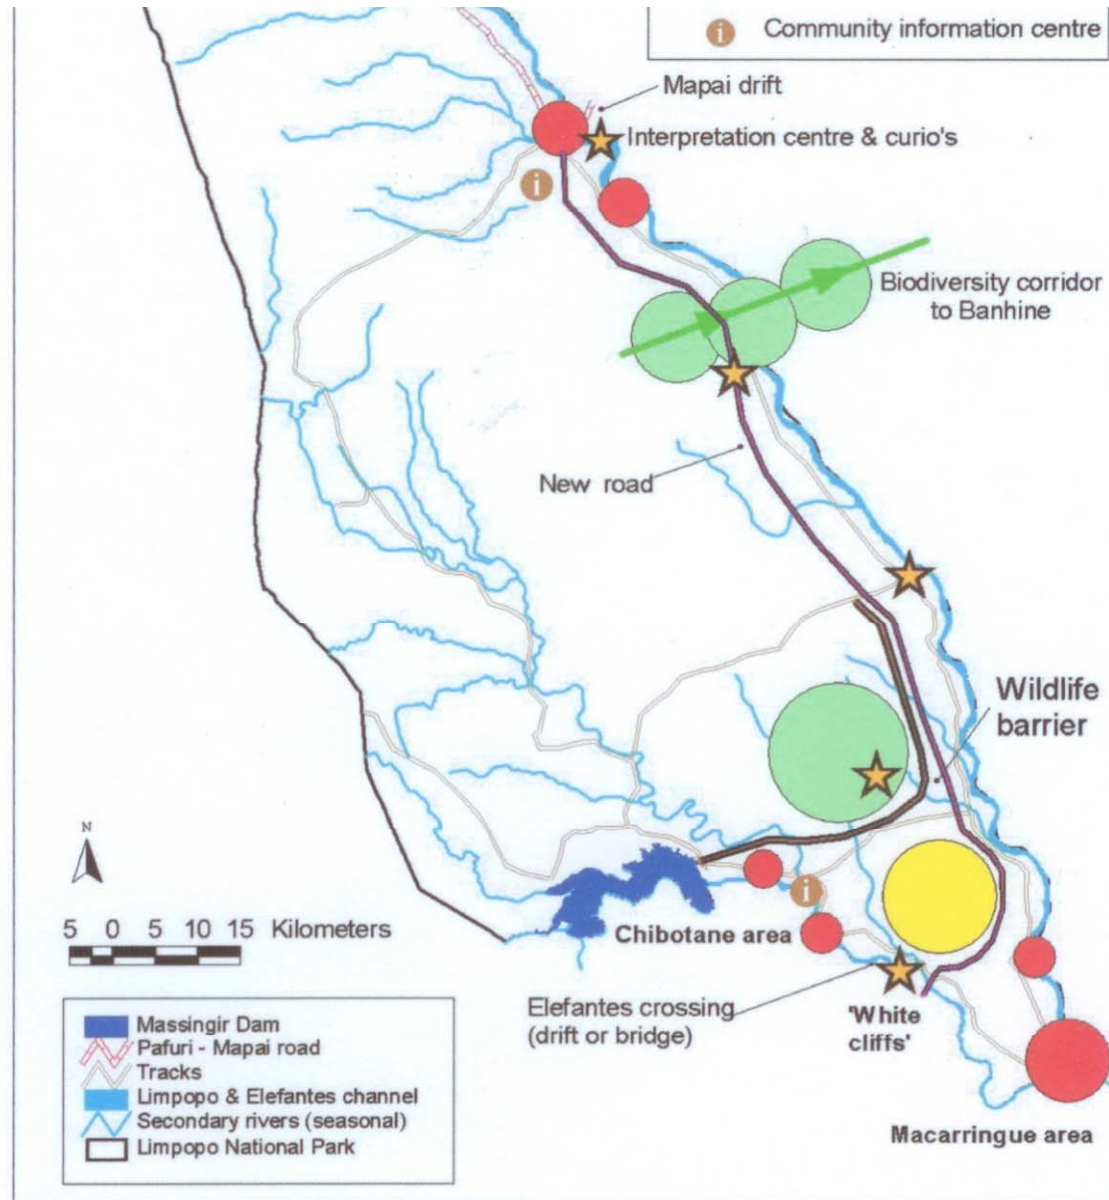 i Community information centre
Mapai drift
Interpretation centre & curio's
i
Biodiversity corridor
to Banhine
New road
Wildlife
barrier
N
5 0 5 10 15 Kilometers
i
Chibotane area
Elefantes crossing
(drift or bridge)
'White
cliffs'
Massingir Dam
Pafuri - Mapai road
Tracks
Limpopo & Elefantes channel
Secondary rivers (seasonal)
Limpopo National Park
Macarringue area